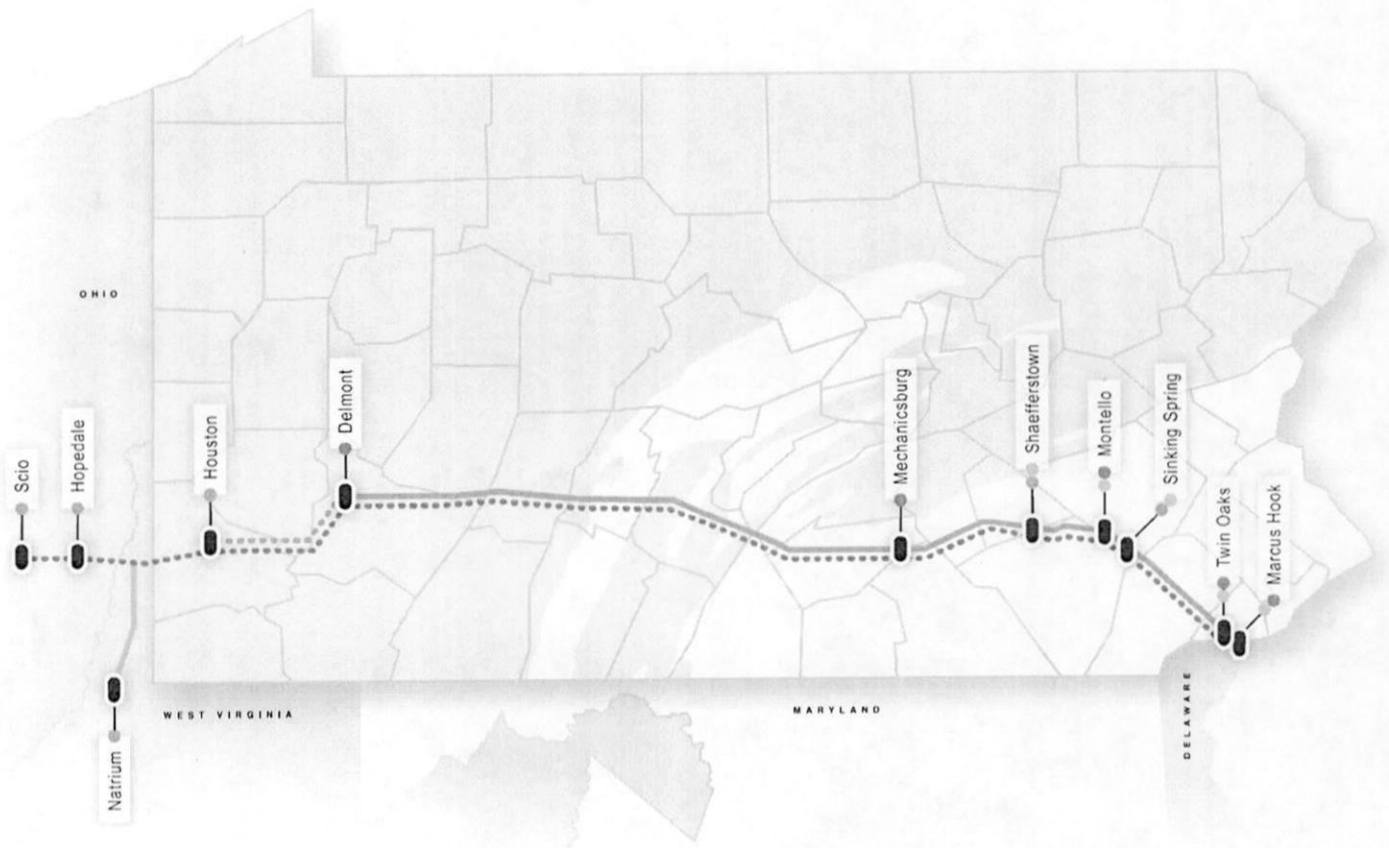 Scio
Hopedale
OHIO
Houston
Delmont
Mechanicsburg
Shaefferstown
Montello
Sinking Spring
Twin Oaks
Marcus Hook
Natrium
WEST VIRGINIA
MARYLAND
DELAWARE